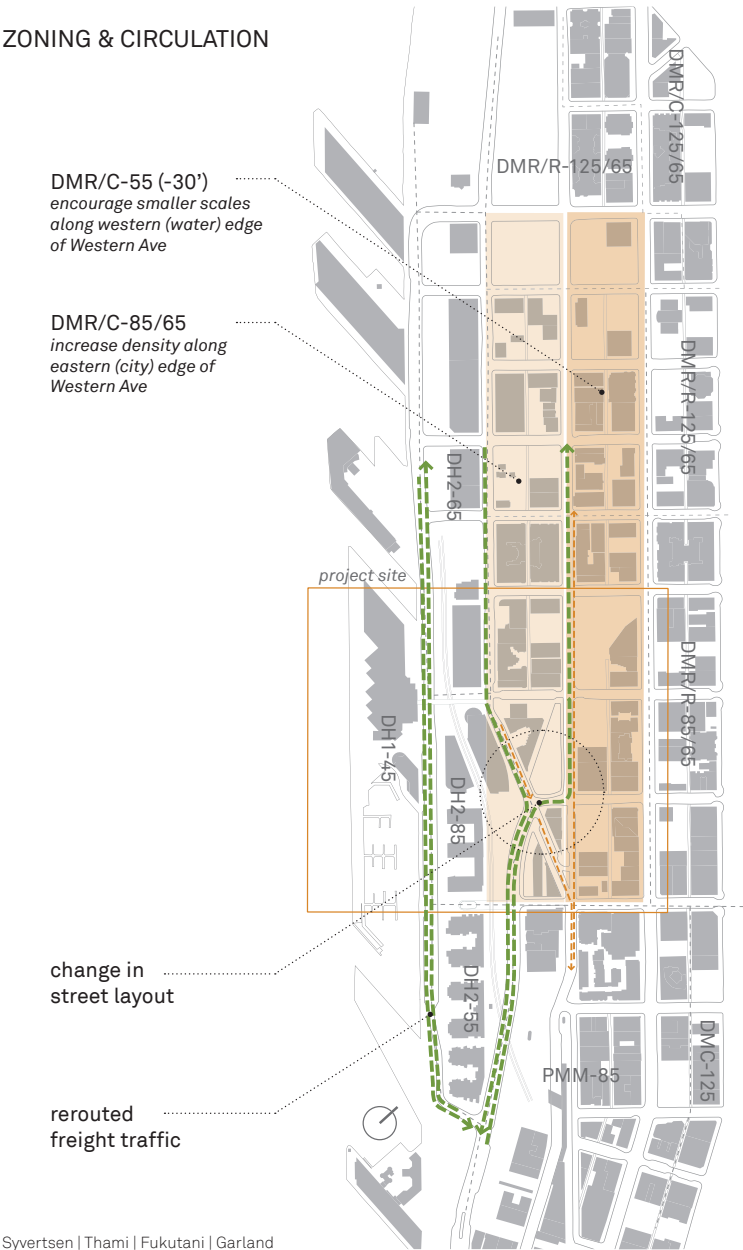 ZONING & CIRCULATION
DMR/C-55 (-30’)
encourage smaller scales
along western (water) edge
of Western Ave
DMR/C-85/65
increase density along
eastern (city) edge of
Western Ave
project site
change in
street layout
rerouted
freight traffic
DMR/C-125/65
DMR/R-125/65
DMR/R-125/65
DH2-65
DMR/R-85/65
DH1-45
DH2-85
DH2-55
DMC-125
PMM-85
Syvertsen | Thami | Fukutani | Garland